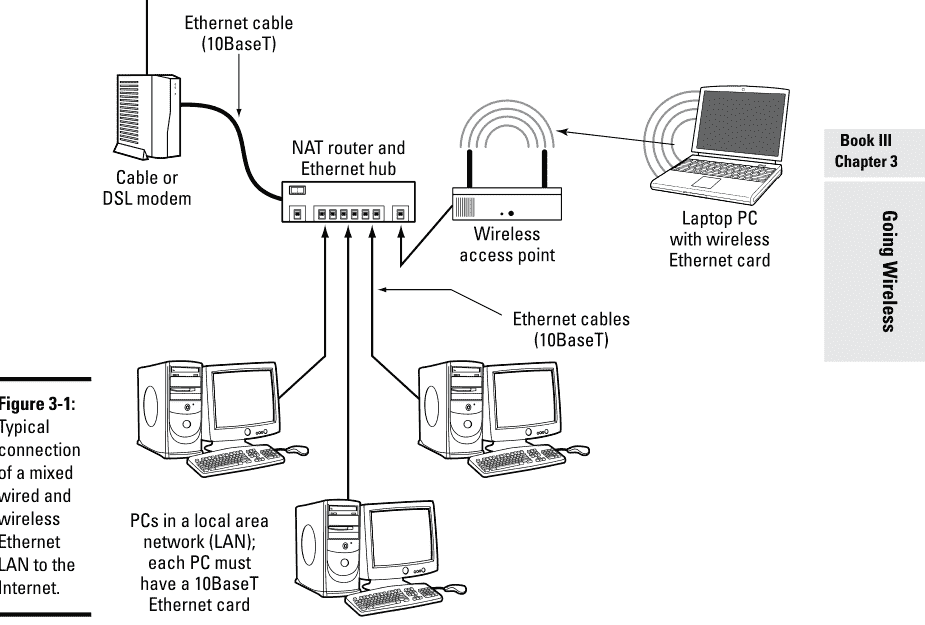 Ethernet cable
(10BaseT)
Cable or
DSL modem
NAT router and
Ethernet hub
Wireless
access point
Laptop PC
with wireless
Ethernet card
Ethernet cables
(10BaseT)
PCs in a local area
network (LAN);
each PC must
have a 10BaseT
Ethernet card
Book III
Chapter 3
Going Wireless
Figure 3-1:
Typical
connection
of a mixed
wired and
wireless
Ethernet
LAN to the
Internet.